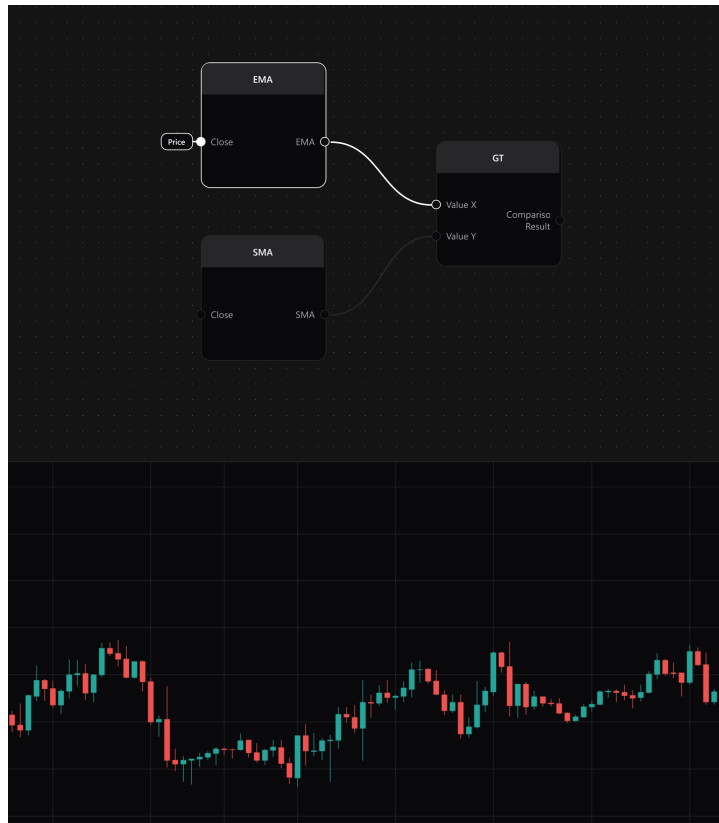 EMA
Price
Close
EMA
GT
Value X
Compariso
Result
Value Y
SMA
Close
SMA